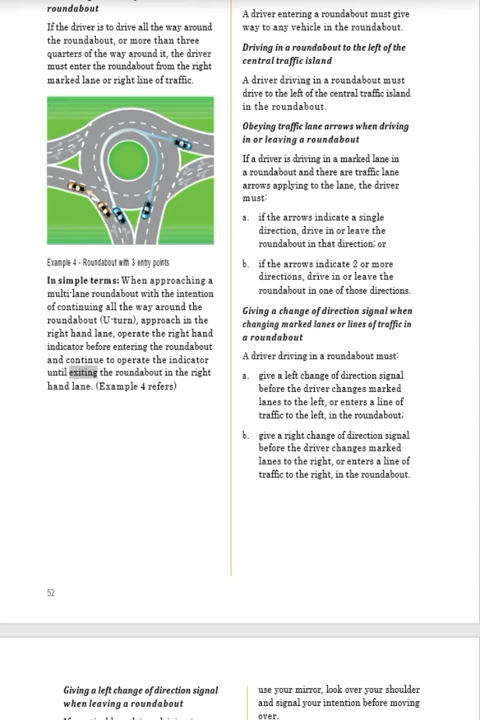 roundabout
If the driver is to drive all the way around
the roundabout, or more than three
quarters of the way around it, the driver
must enter the roundabout from the right
marked lane or right line of traffic.
Example 4 - Roundabout with 3 entry points
In simple terms: When approaching a
multi-lane roundabout with the intention
of continuing all the way around the
roundabout (U-turn), approach in the
right hand lane, operate the right hand
indicator before entering the roundabout
and continue to operate the indicator
until exiting the roundabout in the right
hand lane. (Example 4 refers)
A driver entering a roundabout must give
way to any vehicle in the roundabout.
Driving in a roundabout to the left of the
central traffic island
A driver driving in a roundabout must
drive to the left of the central traffic island
in the roundabout.
Obeying traffic lane arrows when driving
in or leaving a roundabout
If a driver is driving in a marked lane in
a roundabout and there are traffic lane
arrows applying to the lane, the driver
must:
a. if the arrows indicate a single
direction, drive in or leave the
roundabout in that direction; or
b. if the arrows indicate 2 or more
directions, drive in or leave the
roundabout in one of those directions.
Giving a change of direction signal when
changing marked lanes or lines of traffic in
a roundabout
A driver driving in a roundabout must:
a. give a left change of direction signal
before the driver changes marked
lanes to the left, or enters a line of
traffic to the left, in the roundabout;
b. give a right change of direction signal
before the driver changes marked
lanes to the right, or enters a line of
traffic to the right, in the roundabout.
52
Giving a left change of direction signal
when leaving a roundabout
use your mirror, look over your shoulder
and signal your intention before moving
over.